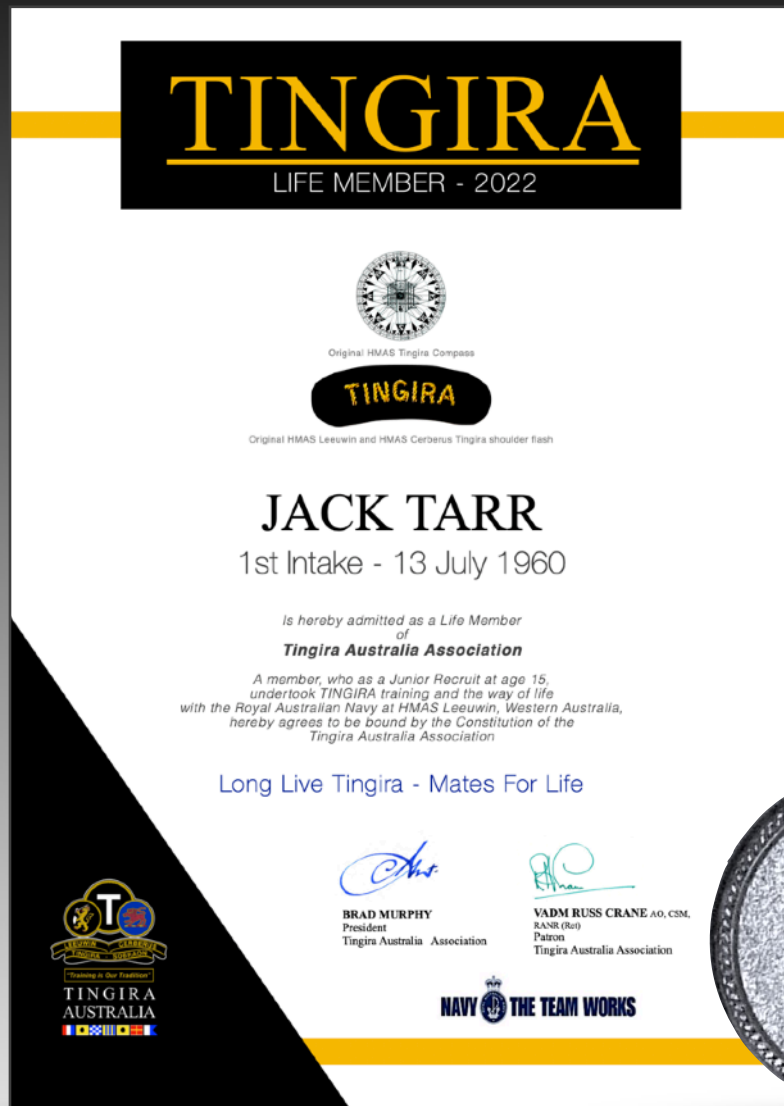 TINGIRA
LIFE MEMBER - 2022
Original HMAS Tingira Compass
TINGIRA
Original HMAS Leeuwin and HMAS Cerberus Tingira shoulder flash
JACK TARR
1st Intake - 13 July 1960
Is hereby admitted as a Life Member
of
Tingira Australia Association
A member, who as a Junior Recruit at age 15,
undertook TINGIRA training and the way of life
with the Royal Australian Navy at HMAS Leeuwin, Western Australia,
hereby agrees to be bound by the Constitution of the
Tingira Australia Association
Long Live Tingira - Mates For Life
BRAD MURPHY
President
Tingira Australia Association
VADM RUSS CRANE AO, CSM,
RANR (Ret)
Patron
Tingira Australia Association
T
LEEUWIN CERBERUS
TINGIRA - SOBRAON
"Training is Our Tradition"
TINGIRA
AUSTRALIA
NAVY THE TEAM WORKS